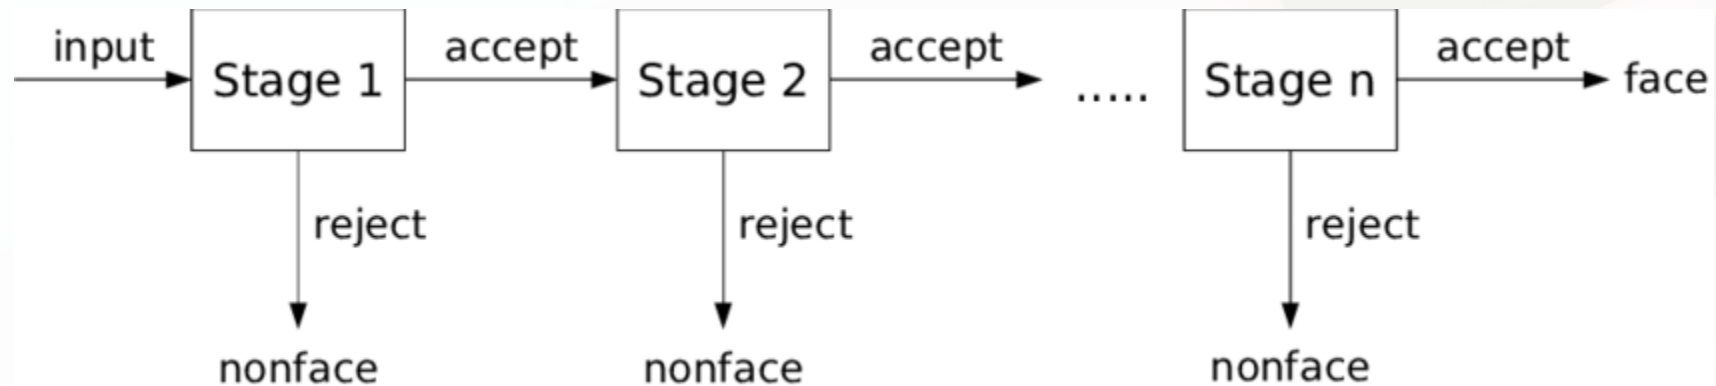 input
accept
accept
accept
Stage 1
Stage 2
.....
Stage n
face
reject
reject
reject
nonface
nonface
nonface